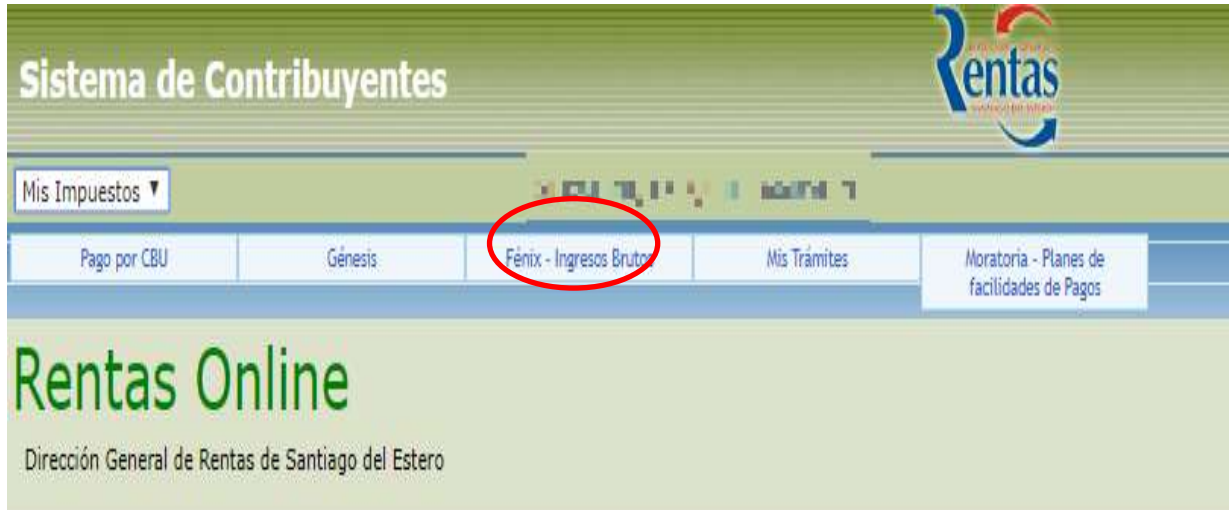 Sistema de Contribuyentes
Rentas
Mis Impuestos ▼
Pago por CBU
Génesis
Fénix - Ingresos Brutos
Mis Trámites
Moratoria - Planes de
facilidades de Pagos
Rentas Online
Dirección General de Rentas de Santiago del Estero